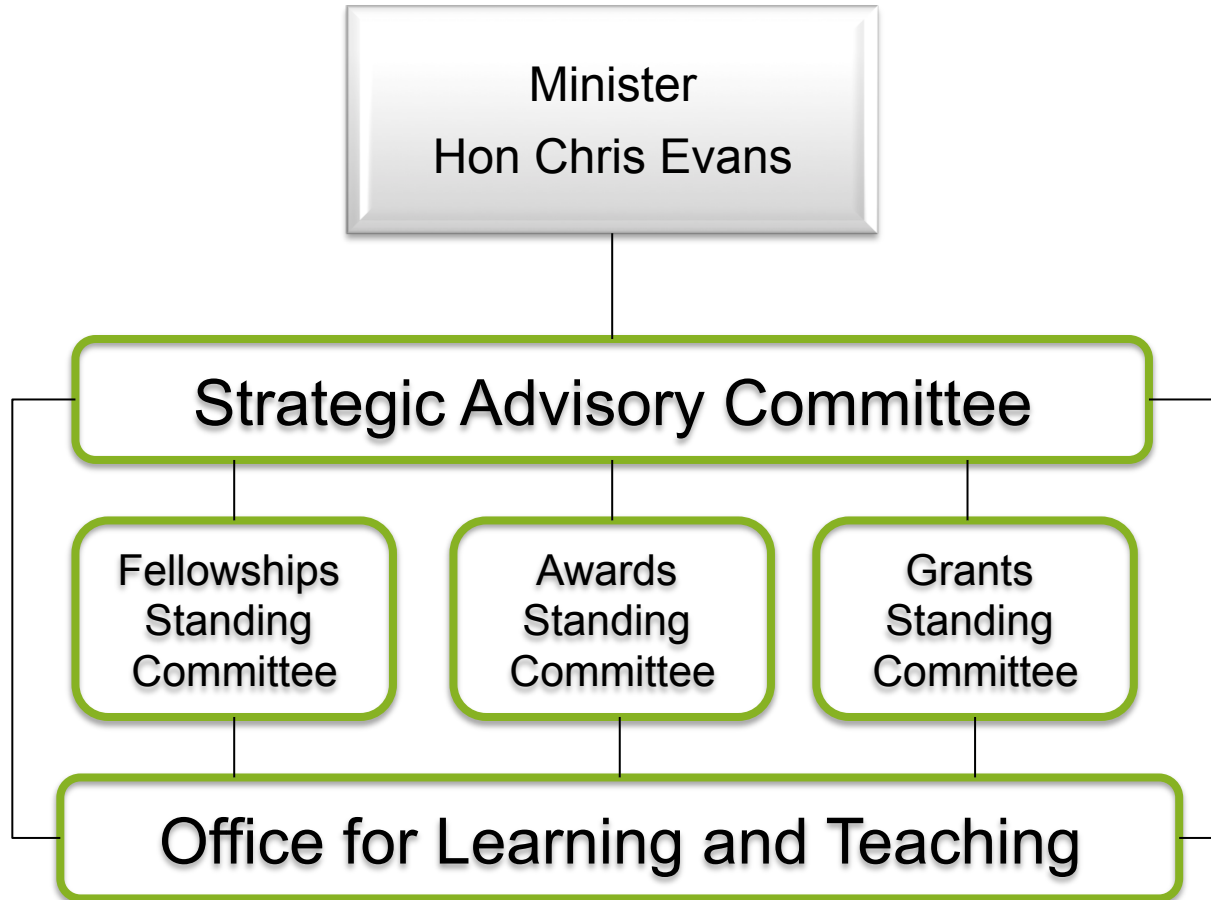 Minister
Hon Chris Evans
Strategic Advisory Committee
Fellowships
Standing
Committee
Awards
Standing
Committee
Grants
Standing
Committee
Office for Learning and Teaching